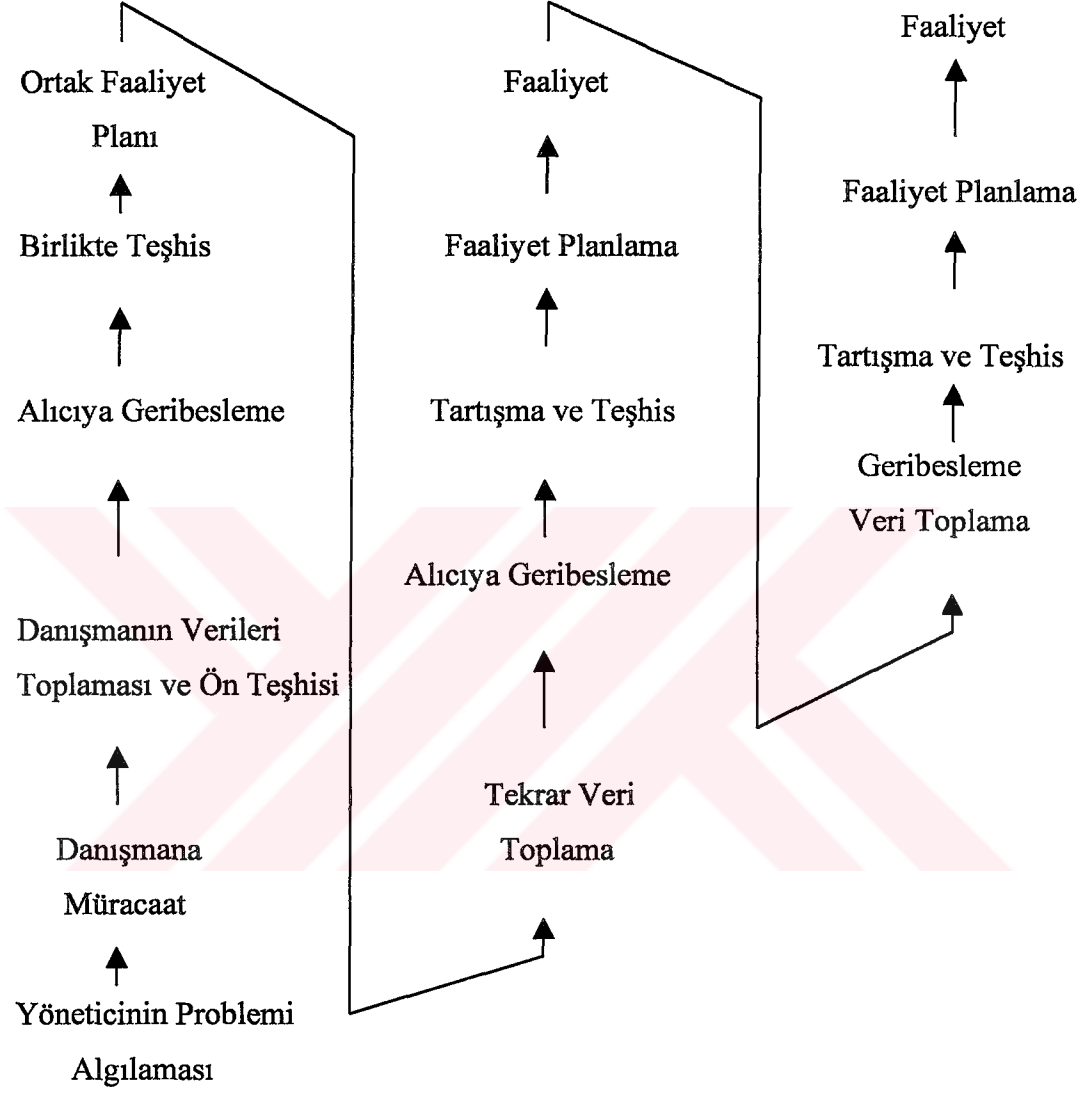 Ortak Faaliyet
Planı
Birlikte Teşhis
Alıcıya Geribesleme
Danışmanın Verileri
Toplaması ve Ön Teşhisi
Danışmana
Müracaat
Yöneticinin Problemi
Algılaması
Faaliyet
Faaliyet Planlama
Tartışma ve Teşhis
Alıcıya Geribesleme
Tekrar Veri
Toplama
Faaliyet
Faaliyet Planlama
Tartışma ve Teşhis
Geribesleme
Veri Toplama